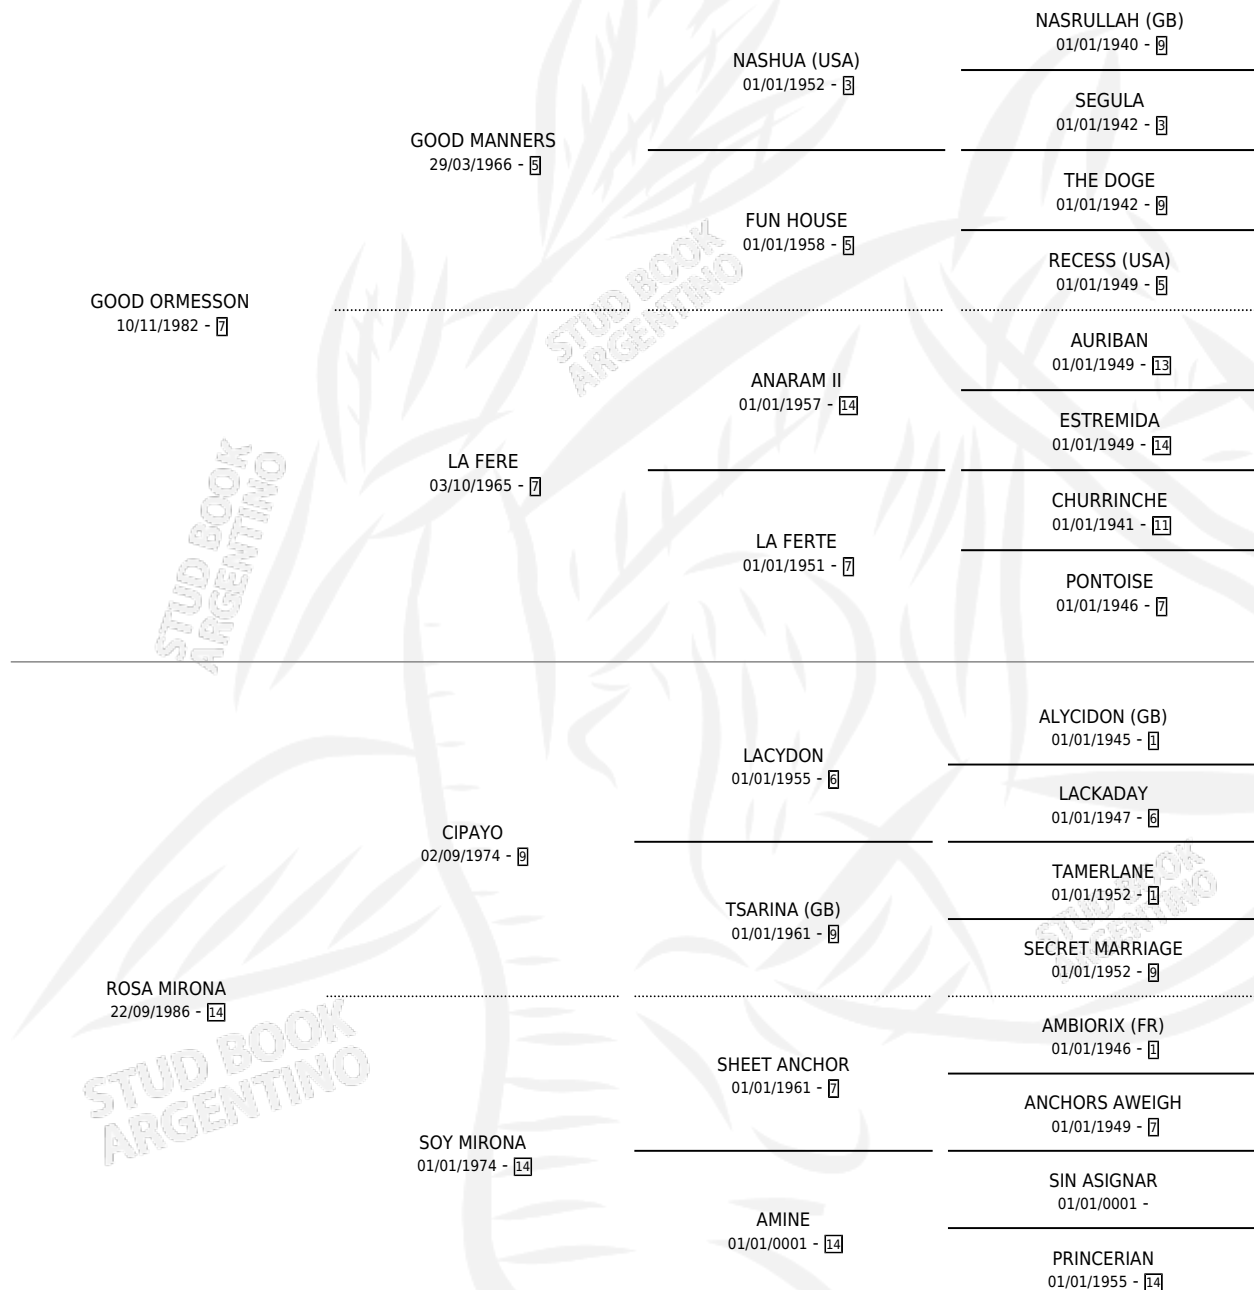 GOOD ORMESSON
10/11/1982 - 7
GOOD MANNERS
29/03/1966 - 5
NASHUA (USA)
01/01/1952 - 3
NASRULLAH (GB)
01/01/1940 - 9
SEGULA
01/01/1942 - 3
FUN HOUSE
01/01/1958 - 5
THE DOGE
01/01/1942 - 9
RECESS (USA)
01/01/1949 - 5
LA FERE
03/10/1965 - 7
ANARAM II
01/01/1957 - 14
AURIBAN
01/01/1949 - 13
ESTREMIDA
01/01/1949 - 14
LA FERTE
01/01/1951 - 7
CHURRINCHE
01/01/1941 - 11
PONTOISE
01/01/1946 - 7
ROSA MIRONA
22/09/1986 - 14
CIPAYO
02/09/1974 - 9
LACYDON
01/01/1955 - 6
ALYCIDON (GB)
01/01/1945 - 1
LACKADAY
01/01/1947 - 6
TSARINA (GB)
01/01/1961 - 9
TAMERLANE
01/01/1952 - 1
SECRET MARRIAGE
01/01/1952 - 9
SOY MIRONA
01/01/1974 - 14
SHEET ANCHOR
01/01/1961 - 7
AMBIORIX (FR)
01/01/1946 - 1
ANCHORS AWEIGH
01/01/1949 - 7
AMINE
01/01/0001 - 14
SIN ASIGNAR
01/01/0001 -
PRINCERIAN
01/01/1955 - 14
STUD BOOK
ARGENTINO
STUD BOOK
ARGENTINO
STUD BOOK
ARGENTINO
STUD BOOK
ARGENTINO